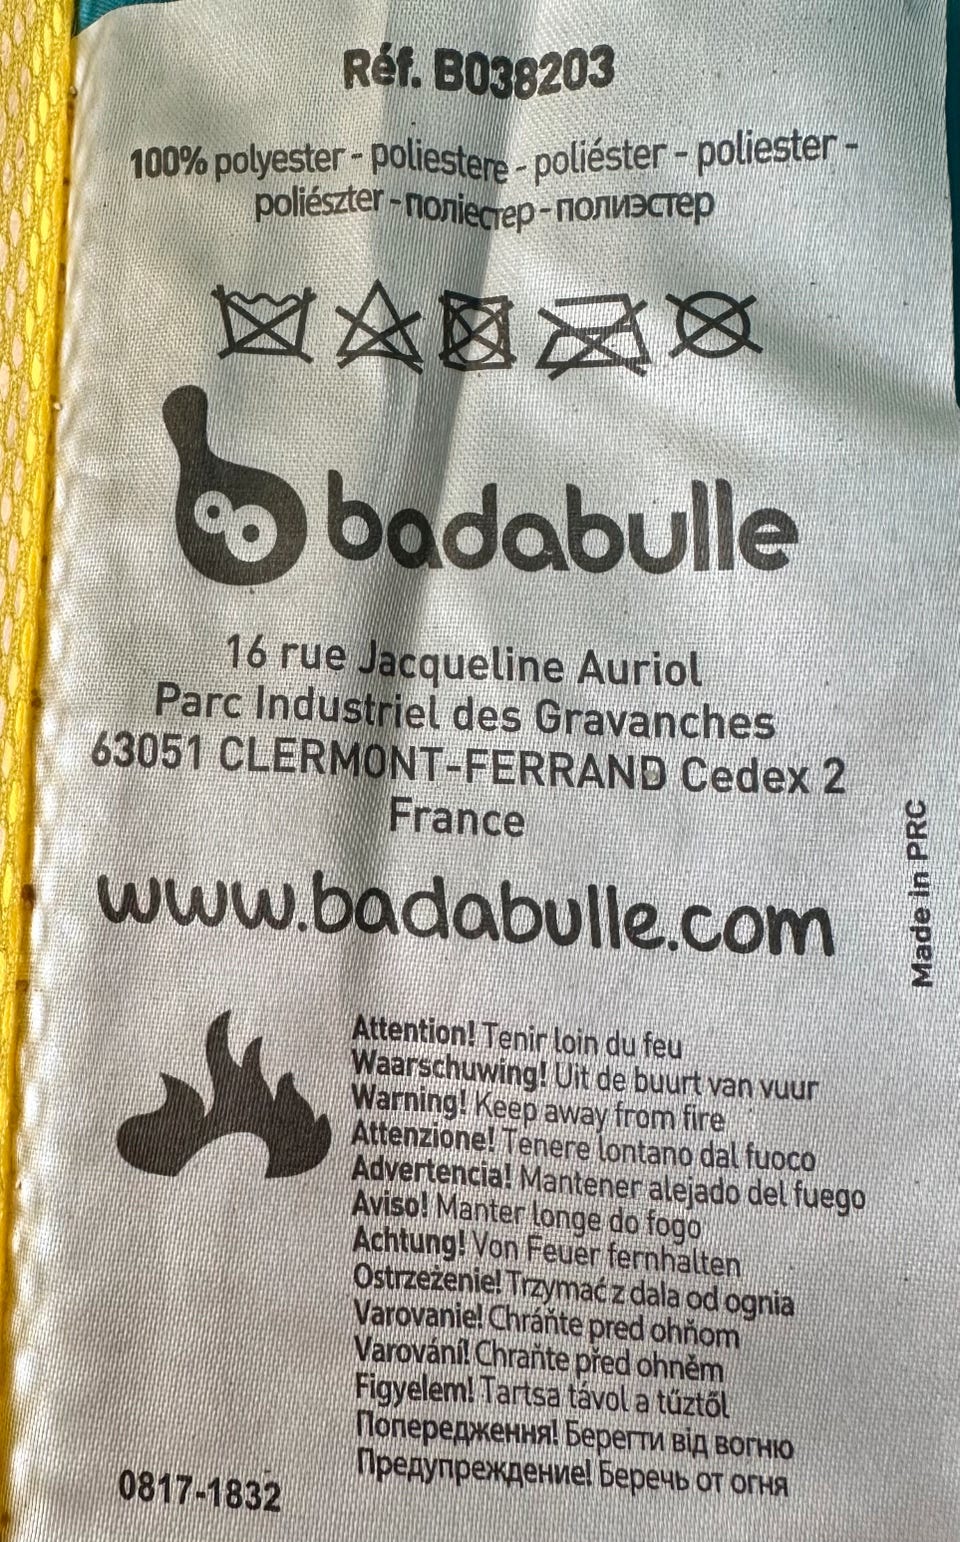 Réf. B038203
100% polyester - poliestere - poliéster - poliester -
poliészter - поліестер - полиэстер
badabulle
16 rue Jacqueline Auriol
Parc Industriel des Gravanches
63051 CLERMONT-FERRAND Cedex 2
France
www.badabulle.com
Made in PRC
Attention! Tenir loin du feu
Waarschuwing! Uit de buurt van vuur
Warning! Keep away from fire
Attenzione! Tenere lontano dal fuoco
Advertencia! Mantener alejado del fuego
Aviso! Manter longe do fogo
Achtung! Von Feuer fernhalten
Ostrzeżenie! Trzymać z dala od ognia
Varovanie! Chráňte pred ohňom
Varování! Chraňte před ohněm
Figyelem! Tartsa távol a tűztől
Попередження! Берегти від вогню
Предупреждение! Беречь от огня
0817-1832